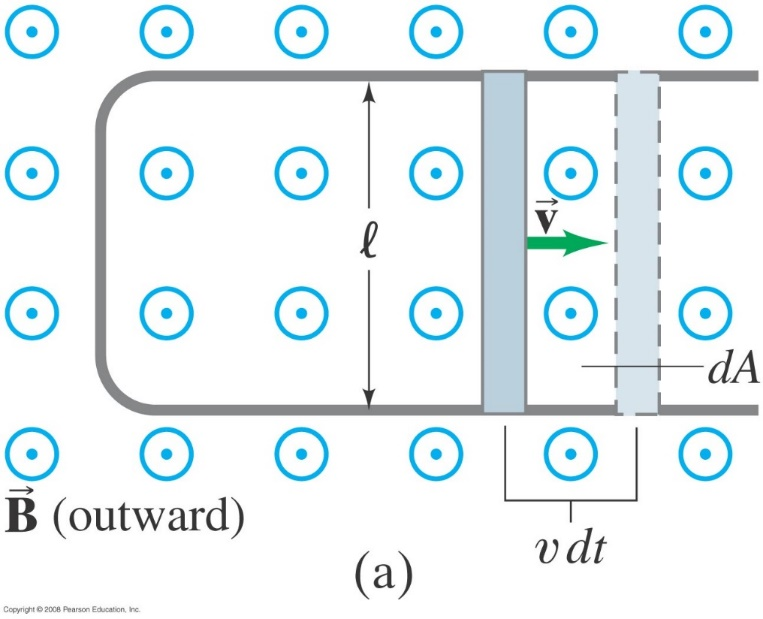 ℓ
v⃗
dA
B⃗ (outward)
v dt
(a)
Copyright © 2008 Pearson Education, Inc.